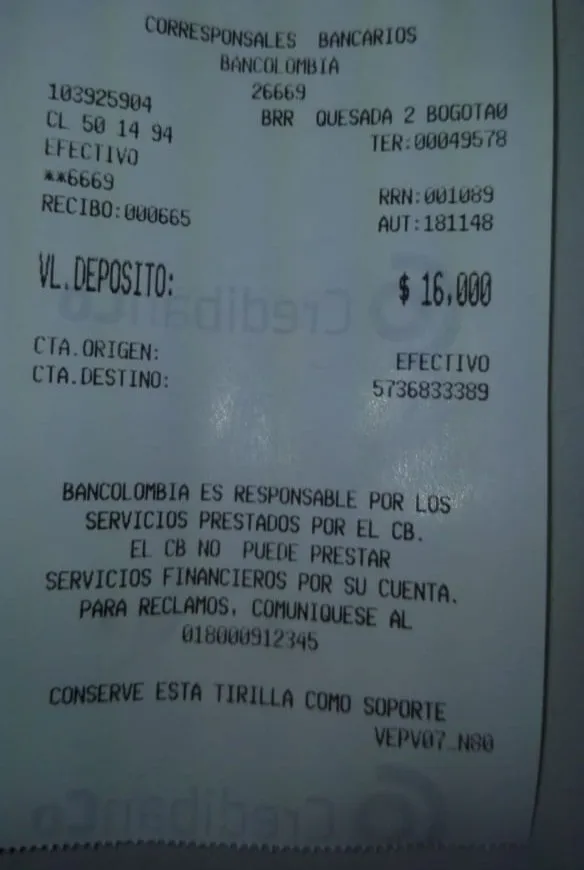 CORRESPONSALES BANCARIOS
BANCOLOMBIA
26669
103925904
CL 50 14 94 BRR QUESADA 2 BOGOTA0
EFECTIVO TER:00049578
**6669
RECIBO:000665 RRN:001089
AUT:181148
VL.DEPOSITO: $ 16,000
CTA.ORIGEN: EFECTIVO
CTA.DESTINO: 5736833389
BANCOLOMBIA ES RESPONSABLE POR LOS
SERVICIOS PRESTADOS POR EL CB.
EL CB NO PUEDE PRESTAR
SERVICIOS FINANCIEROS POR SU CUENTA.
PARA RECLAMOS, COMUNIQUESE AL
018000912345
CONSERVE ESTA TIRILLA COMO SOPORTE
VEPV07_N80
CredibanCo
CredibanCo